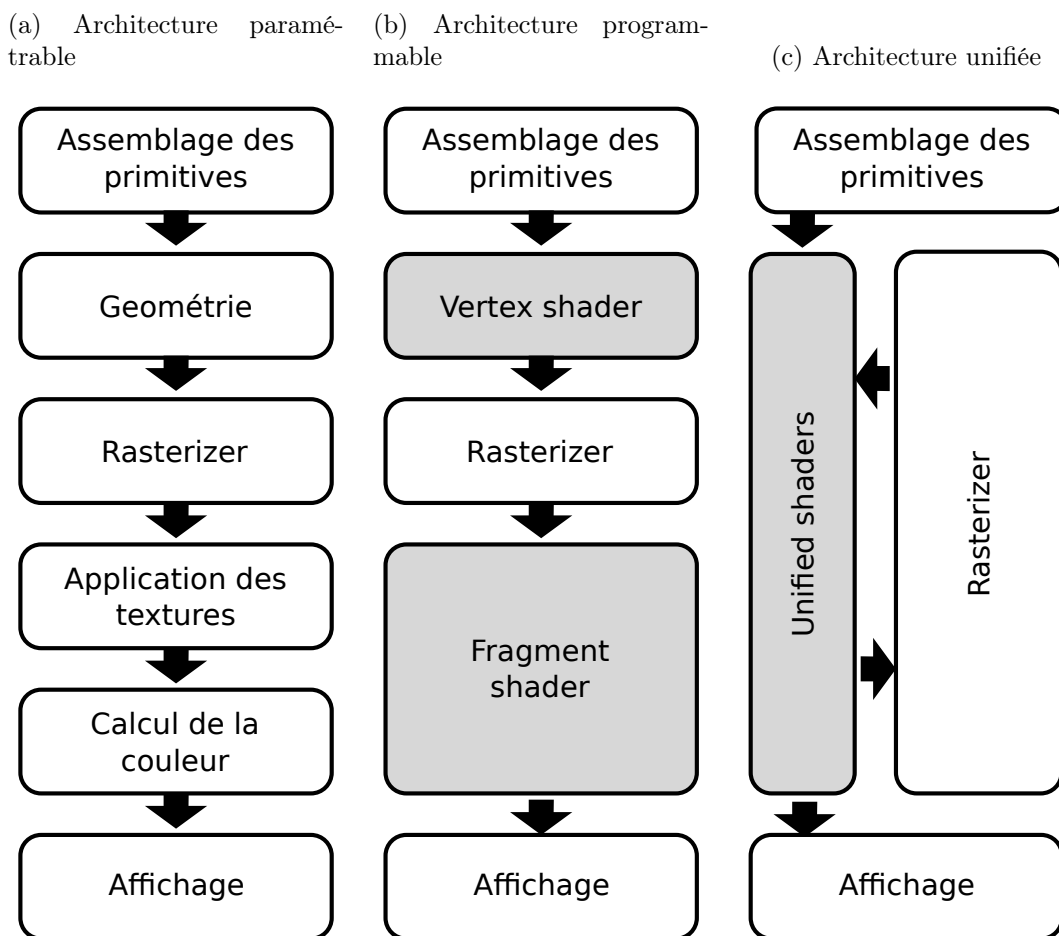 (a) Architecture paramé-
trable
(b) Architecture program-
mable
(c) Architecture unifiée
Assemblage des
primitives
Geométrie
Rasterizer
Application des
textures
Calcul de la
couleur
Affichage
Assemblage des
primitives
Vertex shader
Rasterizer
Fragment
shader
Affichage
Assemblage des
primitives
Unified shaders
Rasterizer
Affichage